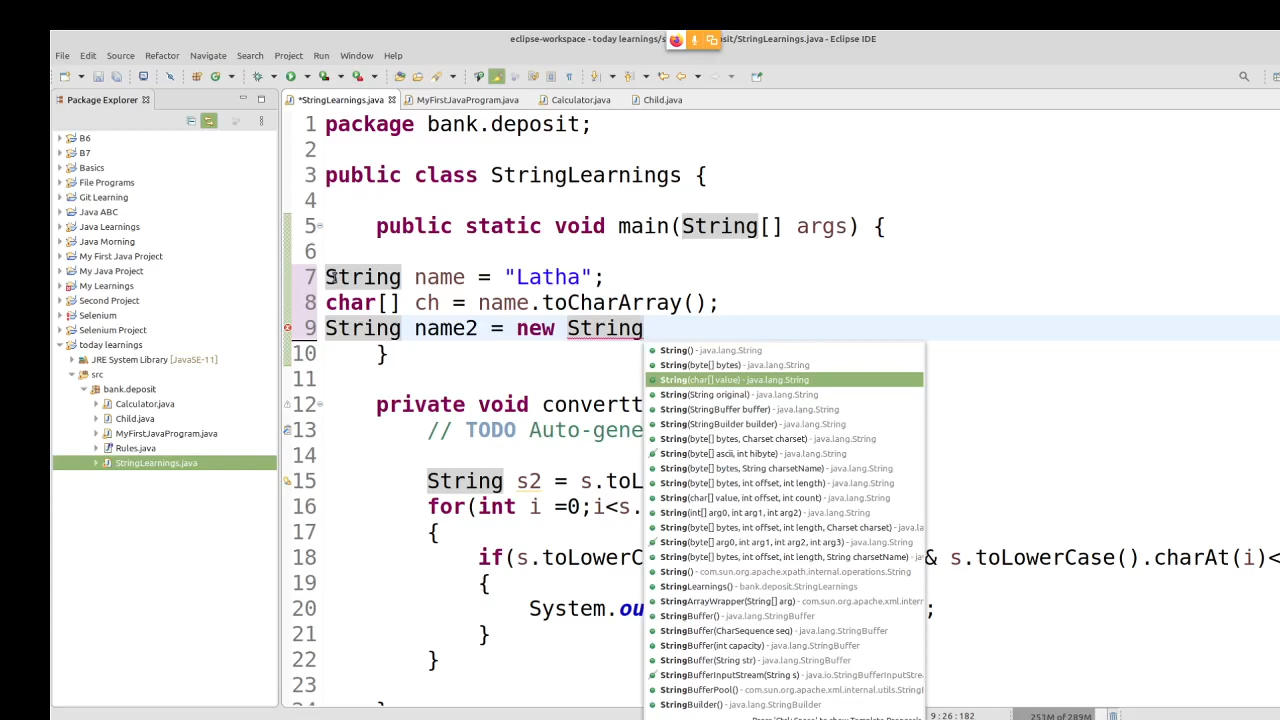 eclipse-workspace - today learnings/s
osit/StringLearnings.java - Eclipse IDE
File Edit Source Refactor Navigate Search Project Run Window Help
Package Explorer
*StringLearnings.java MyFirstJavaProgram.java Calculator.java Child.java
B6
B7
Basics
File Programs
Git Learning
Java ABC
Java Learnings
Java Morning
My First Java Project
My Java Project
My Learnings
Second Project
Selenium
Selenium Project
today learnings
JRE System Library [JavaSE-11]
src
bank.deposit
Calculator.java
Child.java
MyFirstJavaProgram.java
Rules.java
StringLearnings.java
1 package bank.deposit;
2
3 public class StringLearnings {
4
5 public static void main(String[] args) {
6
7 String name = "Latha";
8 char[] ch = name.toCharArray();
9 String name2 = new String
10 }
11
12 private void convertt
13 // TODO Auto-gene
14
15 String s2 = s.toL
16 for(int i =0;i<s.
17 {
18 if(s.toLowerC & s.toLowerCase().charAt(i)<
19 {
20 System.ou ;
21 }
22 }
23
String() - java.lang.String
String(byte[] bytes) - java.lang.String
String(char[] value) - java.lang.String
String(String original) - java.lang.String
String(StringBuffer buffer) - java.lang.String
String(StringBuilder builder) - java.lang.String
String(byte[] bytes, Charset charset) - java.lang.String
String(byte[] ascii, int hibyte) - java.lang.String
String(byte[] bytes, String charsetName) - java.lang.String
String(byte[] bytes, int offset, int length) - java.lang.String
String(char[] value, int offset, int count) - java.lang.String
String(int[] arg0, int arg1, int arg2) - java.lang.String
String(byte[] bytes, int offset, int length, Charset charset) - java.la
String(byte[] arg0, int arg1, int arg2, int arg3) - java.lang.String
String(byte[] bytes, int offset, int length, String charsetName) - jav
String() - com.sun.org.apache.xpath.internal.operations.String
StringLearnings() - bank.deposit.StringLearnings
StringArrayWrapper(String[] arg) - com.sun.org.apache.xml.intern
StringBuffer() - java.lang.StringBuffer
StringBuffer(CharSequence seq) - java.lang.StringBuffer
StringBuffer(int capacity) - java.lang.StringBuffer
StringBuffer(String str) - java.lang.StringBuffer
StringBufferInputStream(String s) - java.io.StringBufferInputStrea
StringBufferPool() - com.sun.org.apache.xml.internal.utils.StringB
StringBuilder() - java.lang.StringBuilder
9:26:182
251M of 289M